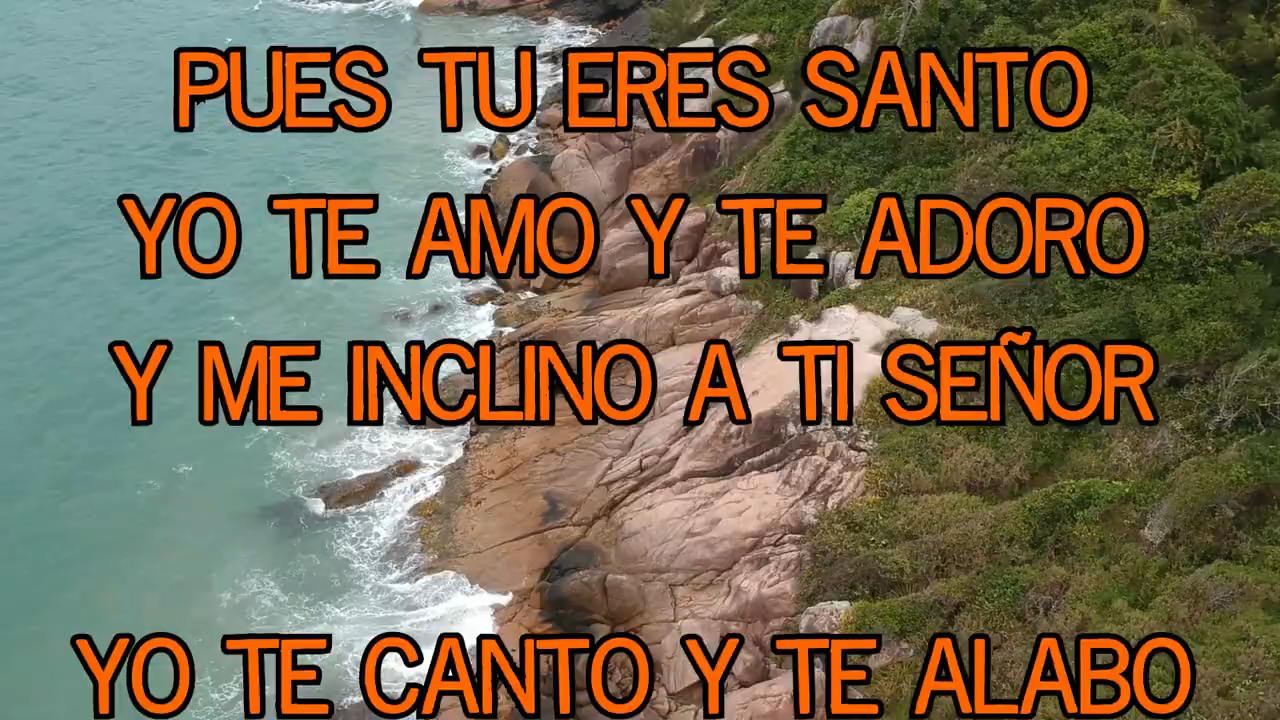 PUES TU ERES SANTO
YO TE AMO Y TE ADORO
Y ME INCLINO A TI SEÑOR
YO TE CANTO Y TE ALABO